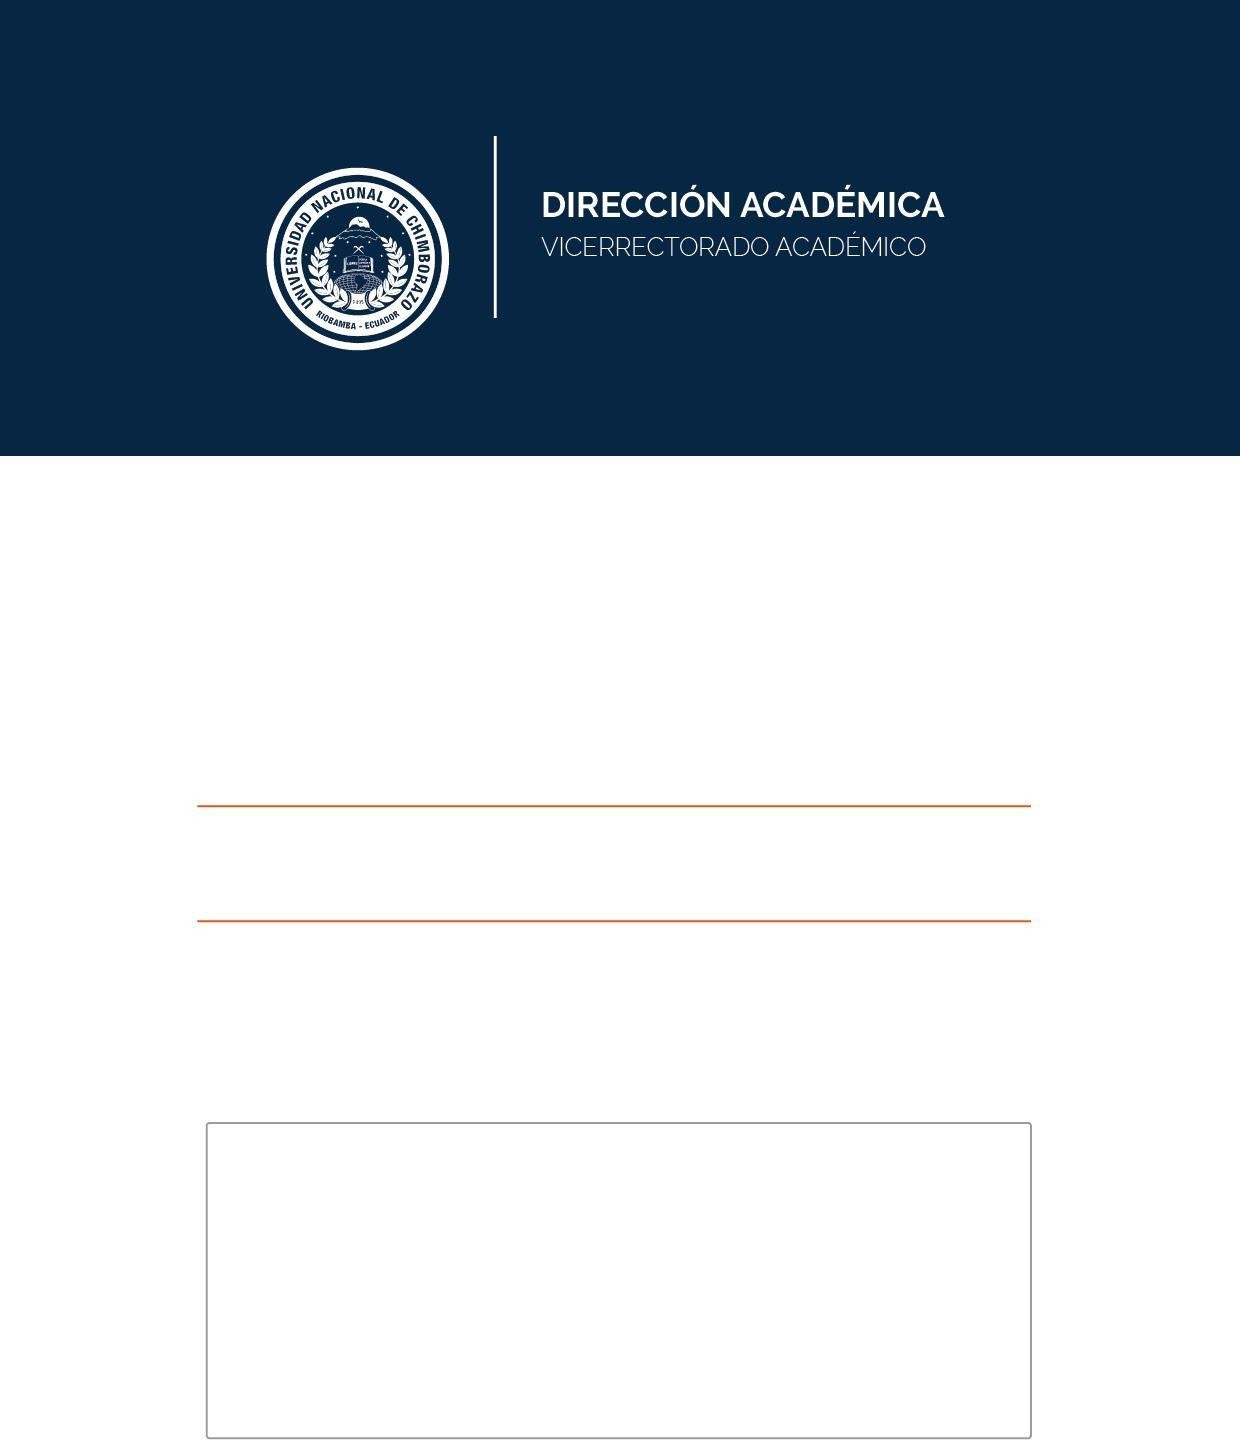 UNIVERSIDAD NACIONAL DE CHIMBORAZO
RIOBAMBA - ECUADOR
DIRECCIÓN ACADÉMICA
VICERRECTORADO ACADÉMICO